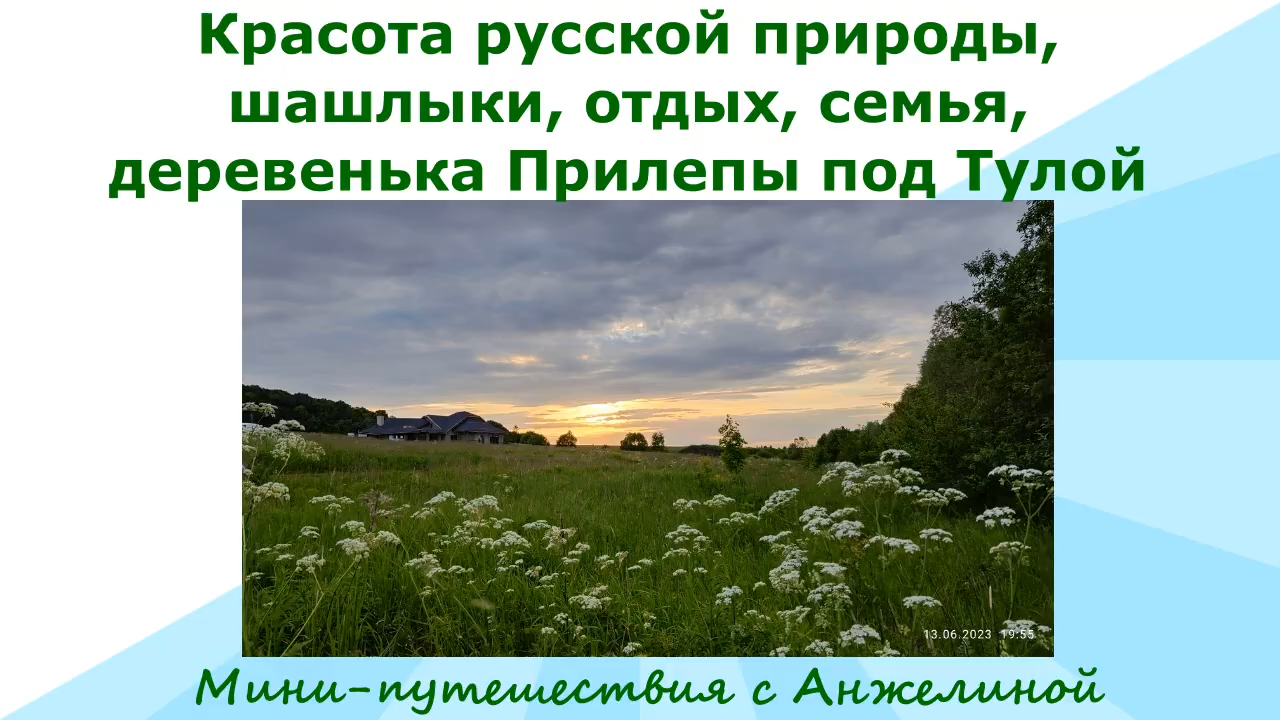 Красота русской природы,
шашлыки, отдых, семья,
деревенька Прилепы под Тулой
13.06.2023 19:55
Мини-путешествия с Анжелиной